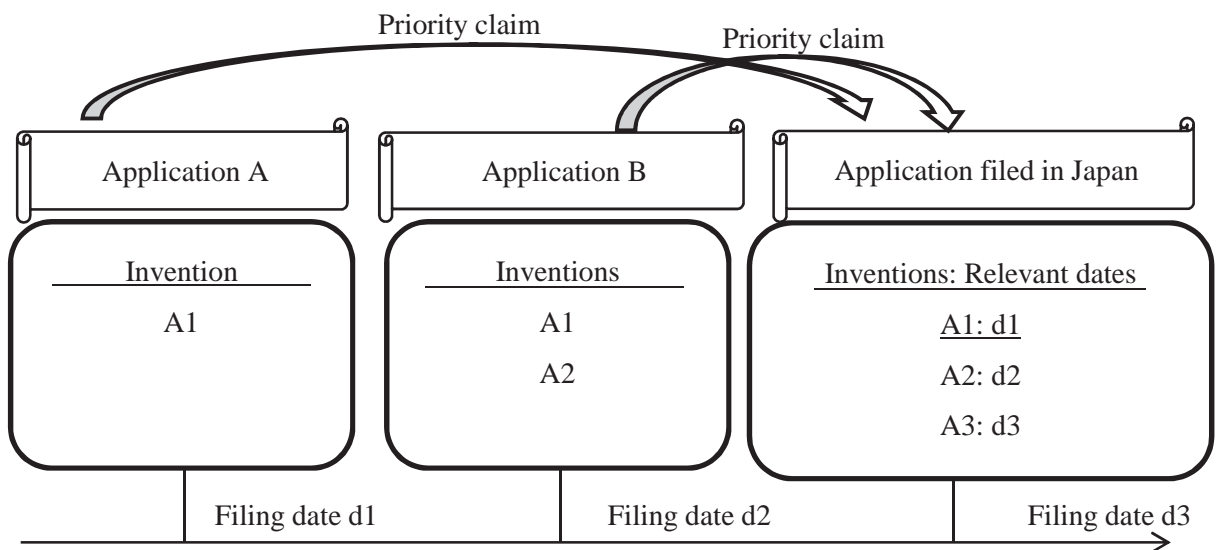 Priority claim
Priority claim
Application A
Application B
Application filed in Japan
Invention
A1
Inventions
A1
A2
Inventions: Relevant dates
A1: d1
A2: d2
A3: d3
Filing date d1
Filing date d2
Filing date d3